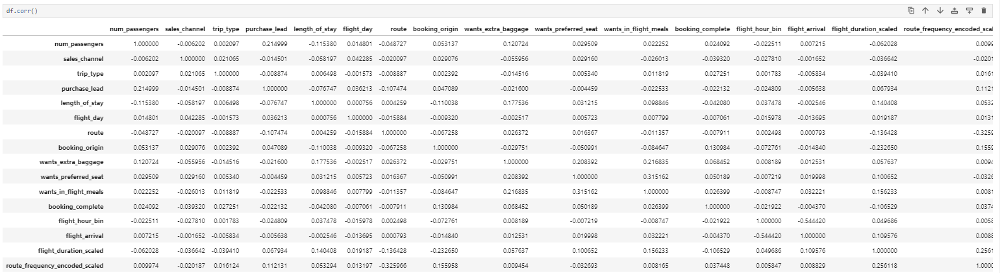 df.corr()
num_passengers sales_channel trip_type purchase_lead length_of_stay flight_day route booking_origin wants_extra_baggage wants_preferred_seat wants_in_flight_meals booking_complete flight_hour_bin flight_arrival flight_duration_scaled route_frequency_encoded_scal
num_passengers 1.000000 -0.006202 0.002097 0.214999 -0.115380 0.014801 -0.048727 0.053137 0.120724 0.029509 0.022252 0.024092 -0.022511 0.007215 -0.062028 0.0099
sales_channel -0.006202 1.000000 0.021065 -0.014501 -0.058197 0.042285 -0.020097 0.029076 -0.055956 0.029160 -0.026013 -0.039320 -0.027810 -0.001652 -0.036642 -0.0201
trip_type 0.002097 0.021065 1.000000 -0.008874 0.006498 -0.001573 -0.008887 0.002392 -0.014516 0.005340 0.011819 0.027251 0.001783 -0.005834 -0.039410 0.0161
purchase_lead 0.214999 -0.014501 -0.008874 1.000000 -0.076747 0.036213 -0.107474 0.047089 -0.021600 -0.004459 -0.022533 -0.022132 -0.024809 -0.005638 0.067934 0.1121
length_of_stay -0.115380 -0.058197 0.006498 -0.076747 1.000000 0.000756 0.004259 -0.110038 0.177536 0.031215 0.098846 -0.042080 0.037478 -0.002546 0.140408 0.0532
flight_day 0.014801 0.042285 -0.001573 0.036213 0.000756 1.000000 -0.015884 -0.009320 -0.002517 0.005723 0.007799 -0.007061 -0.015978 -0.013695 0.019187 0.0131
route -0.048727 -0.020097 -0.008887 -0.107474 0.004259 -0.015884 1.000000 -0.067258 0.026372 0.016367 -0.011357 -0.007911 0.002498 0.000793 -0.136428 -0.3259
booking_origin 0.053137 0.029076 0.002392 0.047089 -0.110038 -0.009320 -0.067258 1.000000 -0.029751 -0.050991 -0.084647 0.130984 -0.072761 -0.014840 -0.232650 0.1559
wants_extra_baggage 0.120724 -0.055956 -0.014516 -0.021600 0.177536 -0.002517 0.026372 -0.029751 1.000000 0.208392 0.216835 0.068452 0.008189 0.012531 0.057637 0.0094
wants_preferred_seat 0.029509 0.029160 0.005340 -0.004459 0.031215 0.005723 0.016367 -0.050991 0.208392 1.000000 0.315162 0.050189 -0.007219 0.019998 0.100652 -0.0326
wants_in_flight_meals 0.022252 -0.026013 0.011819 -0.022533 0.098846 0.007799 -0.011357 -0.084647 0.216835 0.315162 1.000000 0.026399 -0.008747 0.032221 0.156233 0.0081
booking_complete 0.024092 -0.039320 0.027251 -0.022132 -0.042080 -0.007061 -0.007911 0.130984 0.068452 0.050189 0.026399 1.000000 -0.021922 -0.004370 -0.106529 0.0374
flight_hour_bin -0.022511 -0.027810 0.001783 -0.024809 0.037478 -0.015978 0.002498 -0.072761 0.008189 -0.007219 -0.008747 -0.021922 1.000000 -0.544420 0.049686 0.0058
flight_arrival 0.007215 -0.001652 -0.005834 -0.005638 -0.002546 -0.013695 0.000793 -0.014840 0.012531 0.019998 0.032221 -0.004370 -0.544420 1.000000 0.109576 0.0088
flight_duration_scaled -0.062028 -0.036642 -0.039410 0.067934 0.140408 0.019187 -0.136428 -0.232650 0.057637 0.100652 0.156233 -0.106529 0.049686 0.109576 1.000000 0.2561
route_frequency_encoded_scaled 0.009974 -0.020187 0.016124 0.112131 0.053294 0.013197 -0.325966 0.155958 0.009454 -0.032693 0.008165 0.037448 0.005847 0.008829 0.256118 1.0000